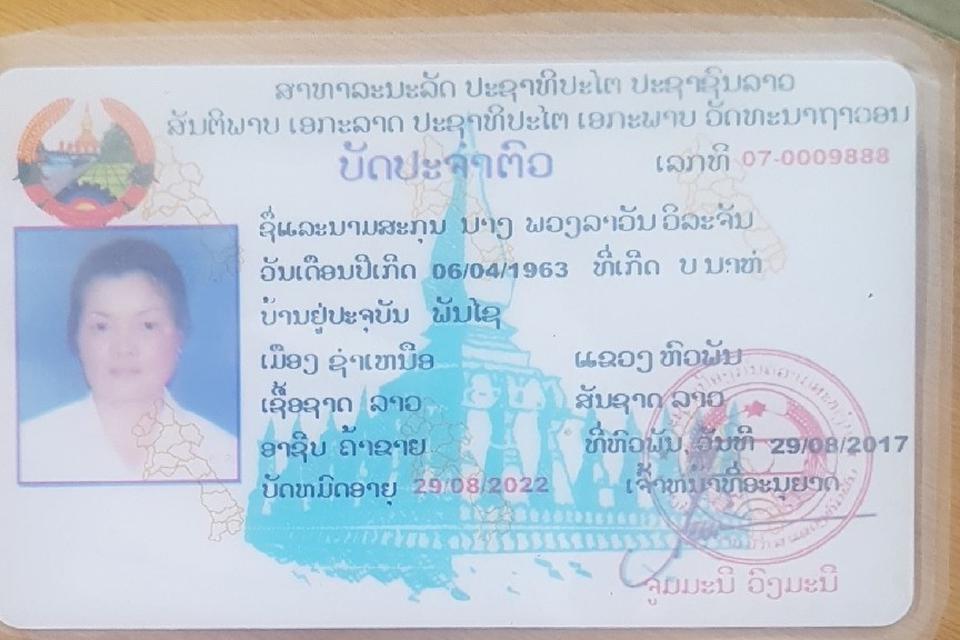 ສາທາລະນະລັດ ປະຊາທິປະໄຕ ປະຊາຊົນລາວ
ສັນຕິພາບ ເອກະລາດ ປະຊາທິປະໄຕ ເອກະພາບ ວັດທະນາຖາວອນ
ບັດປະຈຳຕົວ ເລກທີ 07-0009888
ຊື່ແລະນາມສະກຸນ ນາງ ພວງລາວັນ ວິລະຈັນ
ວັນເດືອນປີເກີດ 06/04/1963 ທີ່ເກີດ ບ ນາຫ່
ບ້ານຢູ່ປະຈຸບັນ ພັນໄຊ
ເມືອງ ຊຳເຫນືອ ແຂວງ ຫົວພັນ
ເຊື້ອຊາດ ລາວ ສັນຊາດ ລາວ
ອາຊີບ ຄ້າຂາຍ ທີ່ຫົວພັນ, ວັນທີ 29/08/2017
ບັດຫມົດອາຍຸ 29/08/2022 ເຈົ້າຫນ້າທີ່ອະນຸຍາດ
ຈູມມະນີ ວົງມະນີ